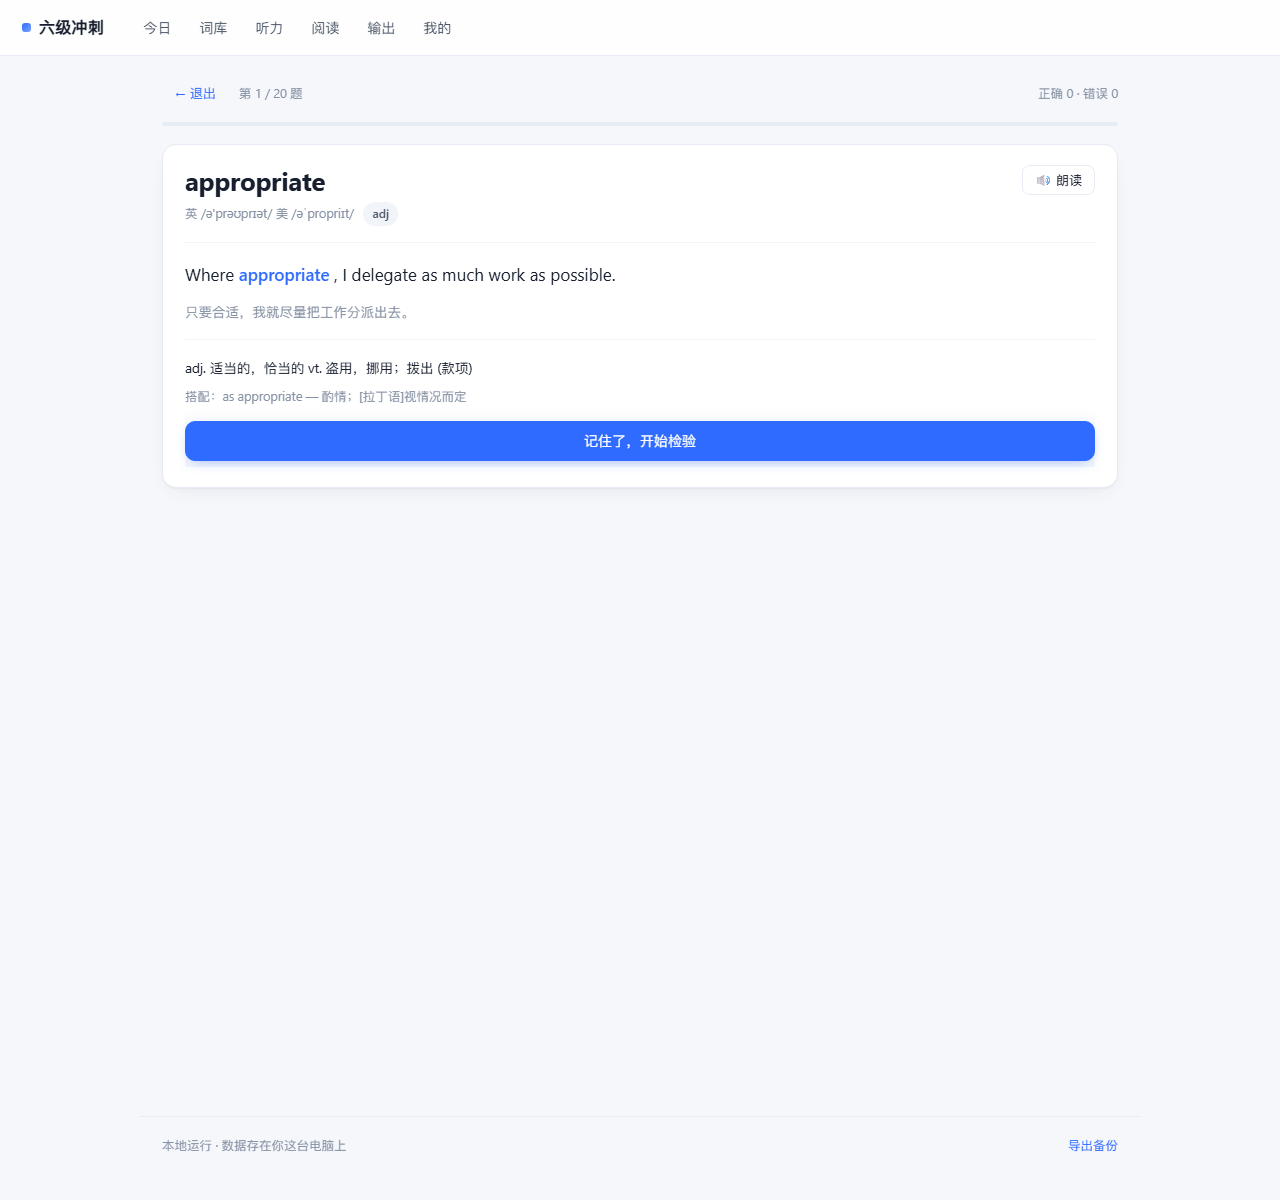 六级冲刺 今日 词库 听力 阅读 输出 我的
← 退出 第 1 / 20 题 正确 0 · 错误 0
appropriate 朗读
英 /ə'prəʊprɪət/ 美 /əˈproprіɪt/ adj
Where appropriate , I delegate as much work as possible.
只要合适，我就尽量把工作分派出去。
adj. 适当的，恰当的 vt. 盗用，挪用；拨出 (款项)
搭配：as appropriate — 酌情；[拉丁语]视情况而定
记住了，开始检验
本地运行 · 数据存在你这台电脑上 导出备份